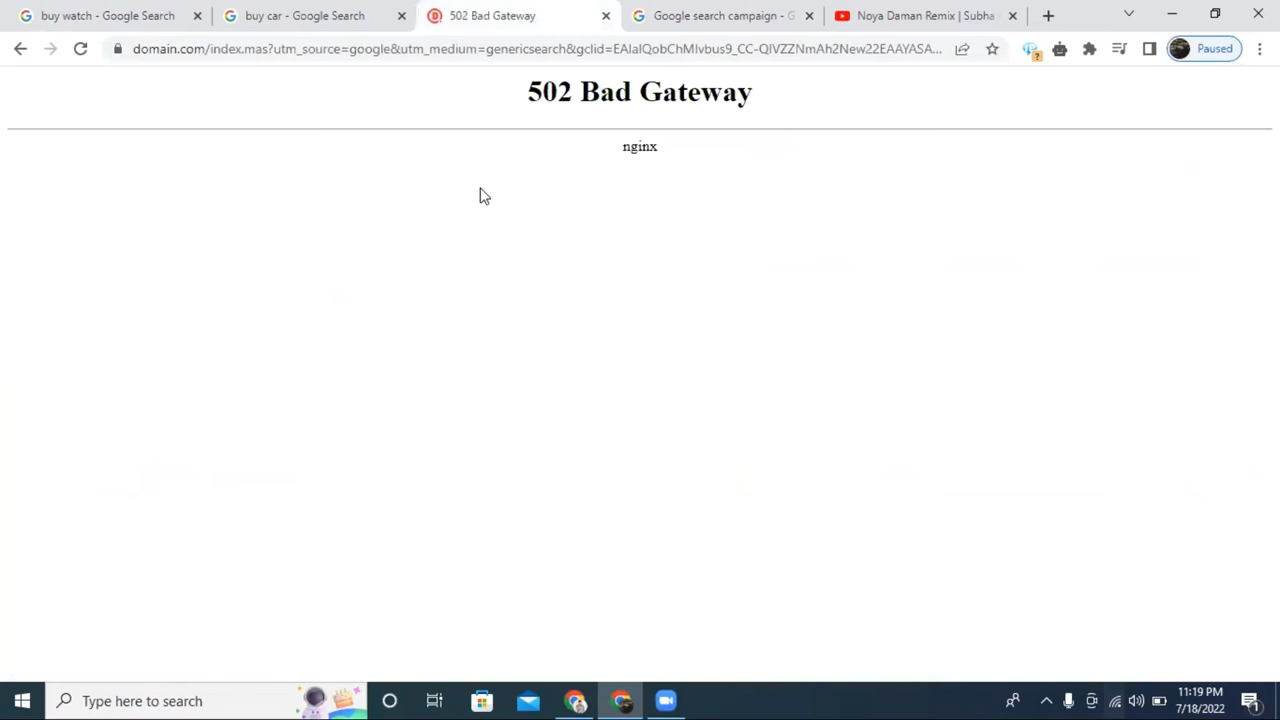 buy watch - Google Search
buy car - Google Search
502 Bad Gateway
Google search campaign - G
Noya Daman Remix | Subha
domain.com/index.mas?utm_source=google&utm_medium=genericsearch&gclid=EAIaIQobChMIvbus9_CC-QIVZZNmAh2New22EAAYASA...
Paused
502 Bad Gateway
nginx
Type here to search
11:19 PM
7/18/2022